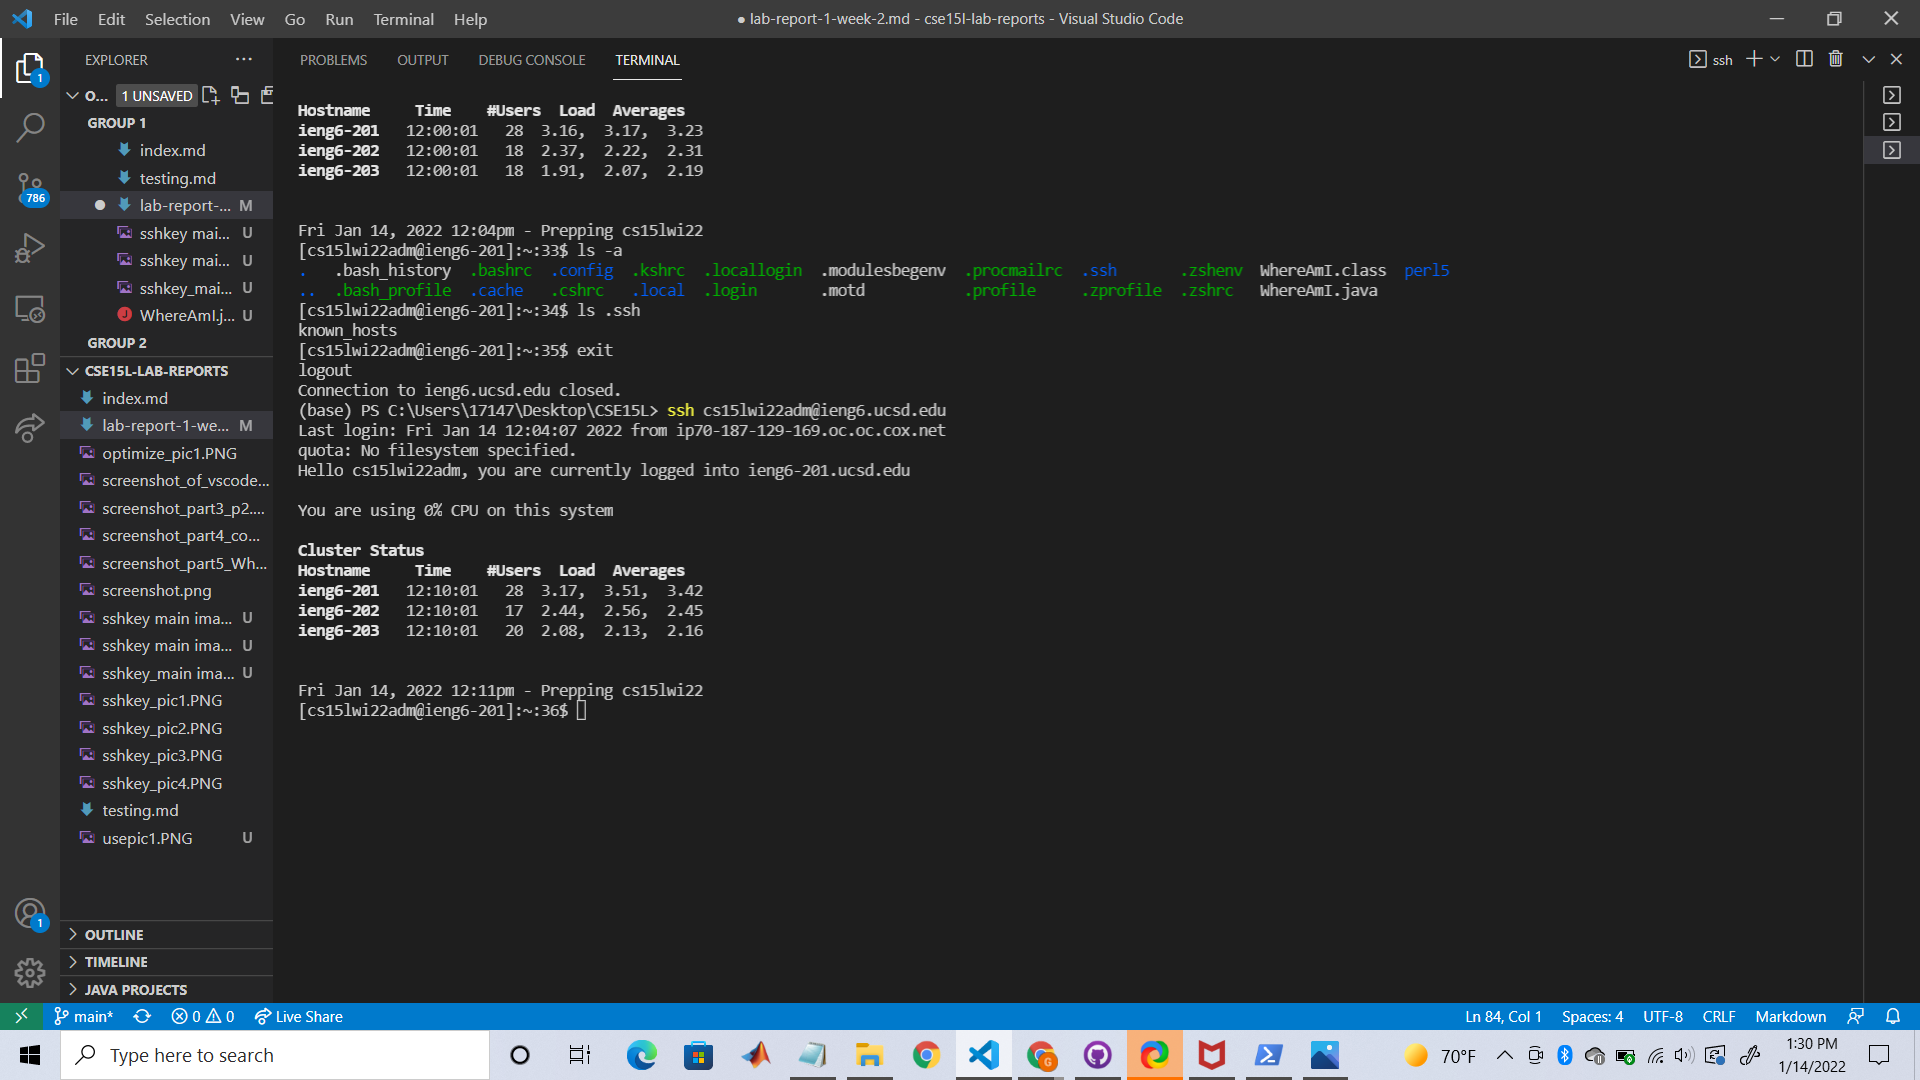 File Edit Selection View Go Run Terminal Help
● lab-report-1-week-2.md - cse15l-lab-reports - Visual Studio Code
EXPLORER
O... 1 UNSAVED
GROUP 1
index.md
testing.md
lab-report-... M
sshkey mai... U
sshkey mai... U
sshkey_mai... U
WhereAmI.j... U
GROUP 2
CSE15L-LAB-REPORTS
index.md
lab-report-1-we... M
optimize_pic1.PNG
screenshot_of_vscode...
screenshot_part3_p2....
screenshot_part4_co...
screenshot_part5_Wh...
screenshot.png
sshkey main ima... U
sshkey main ima... U
sshkey_main ima... U
sshkey_pic1.PNG
sshkey_pic2.PNG
sshkey_pic3.PNG
sshkey_pic4.PNG
testing.md
usepic1.PNG U
OUTLINE
TIMELINE
JAVA PROJECTS
1
786
1
PROBLEMS OUTPUT DEBUG CONSOLE TERMINAL
ssh
Hostname Time #Users Load Averages
ieng6-201 12:00:01 28 3.16, 3.17, 3.23
ieng6-202 12:00:01 18 2.37, 2.22, 2.31
ieng6-203 12:00:01 18 1.91, 2.07, 2.19
Fri Jan 14, 2022 12:04pm - Prepping cs15lwi22
[cs15lwi22adm@ieng6-201]:~:33$ ls -a
. .bash_history .bashrc .config .kshrc .locallogin .modulesbegenv .procmailrc .ssh .zshenv WhereAmI.class perl5
.. .bash_profile .cache .cshrc .local .login .motd .profile .zprofile .zshrc WhereAmI.java
[cs15lwi22adm@ieng6-201]:~:34$ ls .ssh
known_hosts
[cs15lwi22adm@ieng6-201]:~:35$ exit
logout
Connection to ieng6.ucsd.edu closed.
(base) PS C:\Users\17147\Desktop\CSE15L> ssh cs15lwi22adm@ieng6.ucsd.edu
Last login: Fri Jan 14 12:04:07 2022 from ip70-187-129-169.oc.oc.cox.net
quota: No filesystem specified.
Hello cs15lwi22adm, you are currently logged into ieng6-201.ucsd.edu
You are using 0% CPU on this system
Cluster Status
Hostname Time #Users Load Averages
ieng6-201 12:10:01 28 3.17, 3.51, 3.42
ieng6-202 12:10:01 17 2.44, 2.56, 2.45
ieng6-203 12:10:01 20 2.08, 2.13, 2.16
Fri Jan 14, 2022 12:11pm - Prepping cs15lwi22
[cs15lwi22adm@ieng6-201]:~:36$
main* 0 0 Live Share
Ln 84, Col 1 Spaces: 4 UTF-8 CRLF Markdown
Type here to search
70°F
1:30 PM
1/14/2022